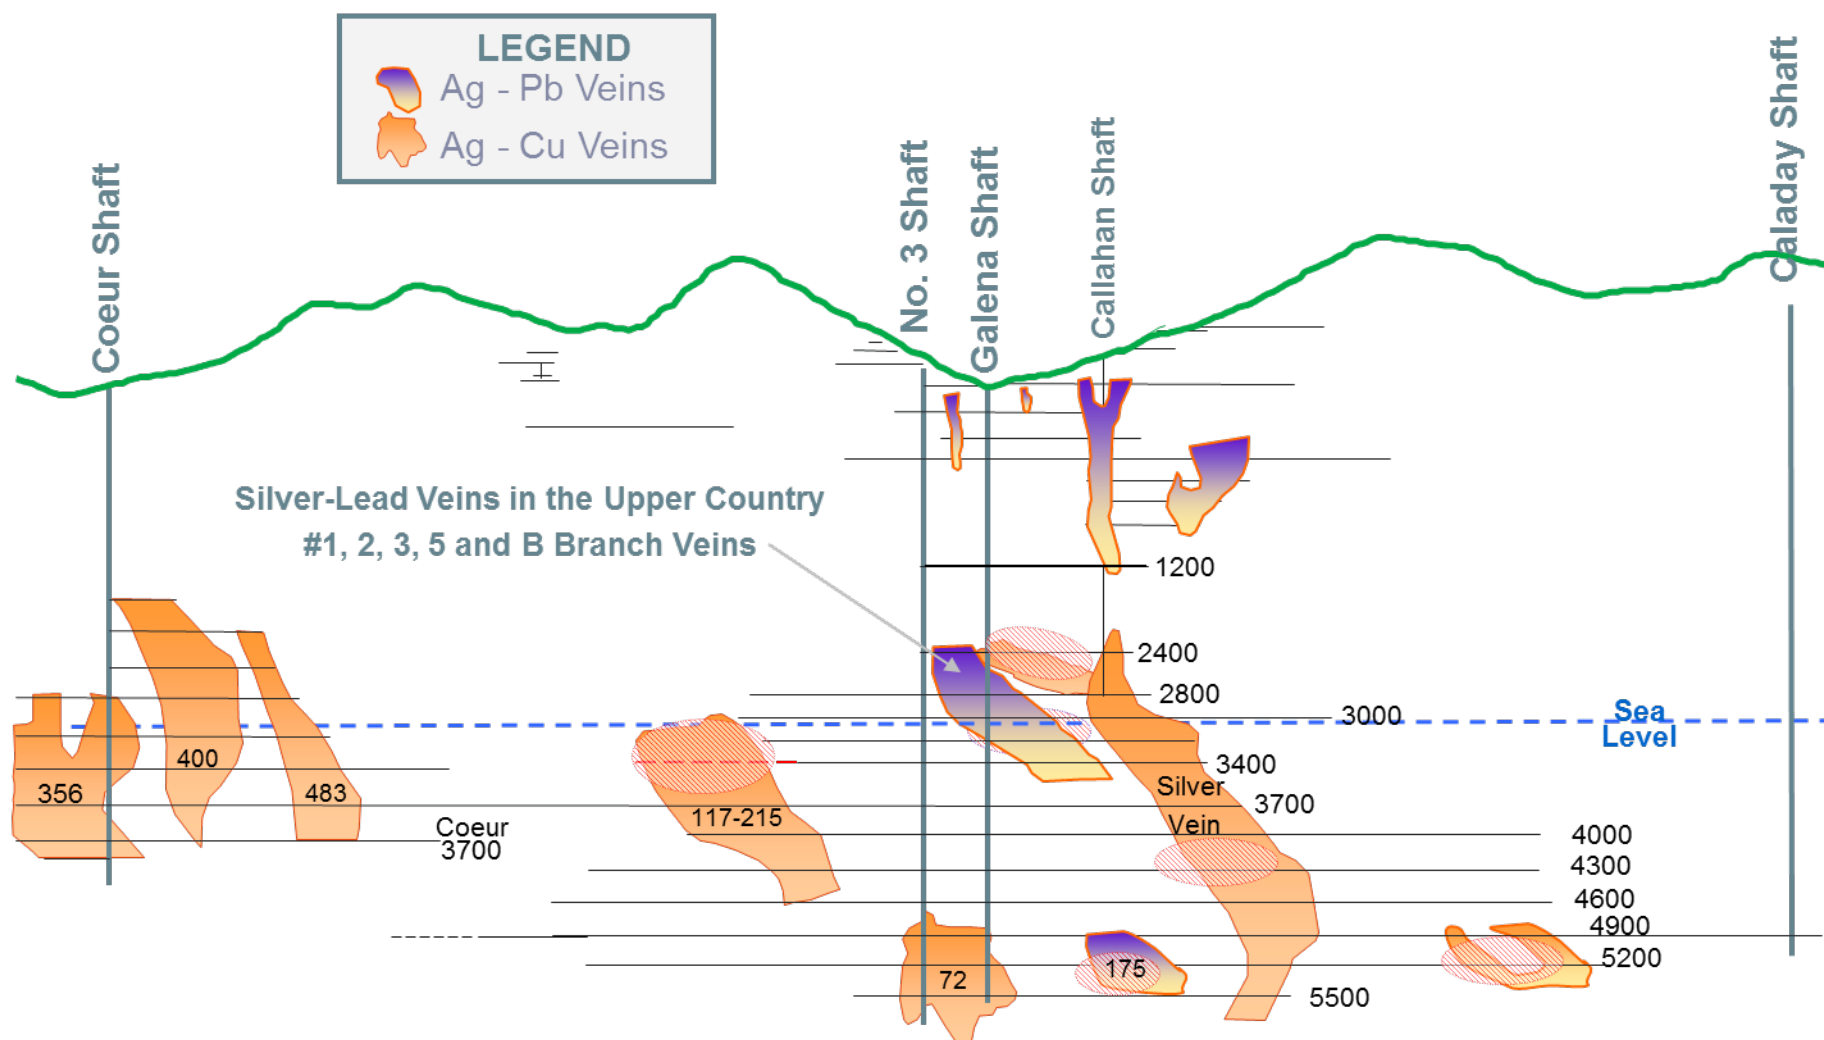 LEGEND
Ag - Pb Veins
Ag - Cu Veins
Coeur Shaft
No. 3 Shaft
Galena Shaft
Callahan Shaft
Caladay Shaft
Silver-Lead Veins in the Upper Country
#1, 2, 3, 5 and B Branch Veins
1200
2400
2800
3000
Sea
Level
3400
3700
4000
4300
4600
4900
5200
5500
356
400
483
Coeur
3700
117-215
Silver
Vein
72
175